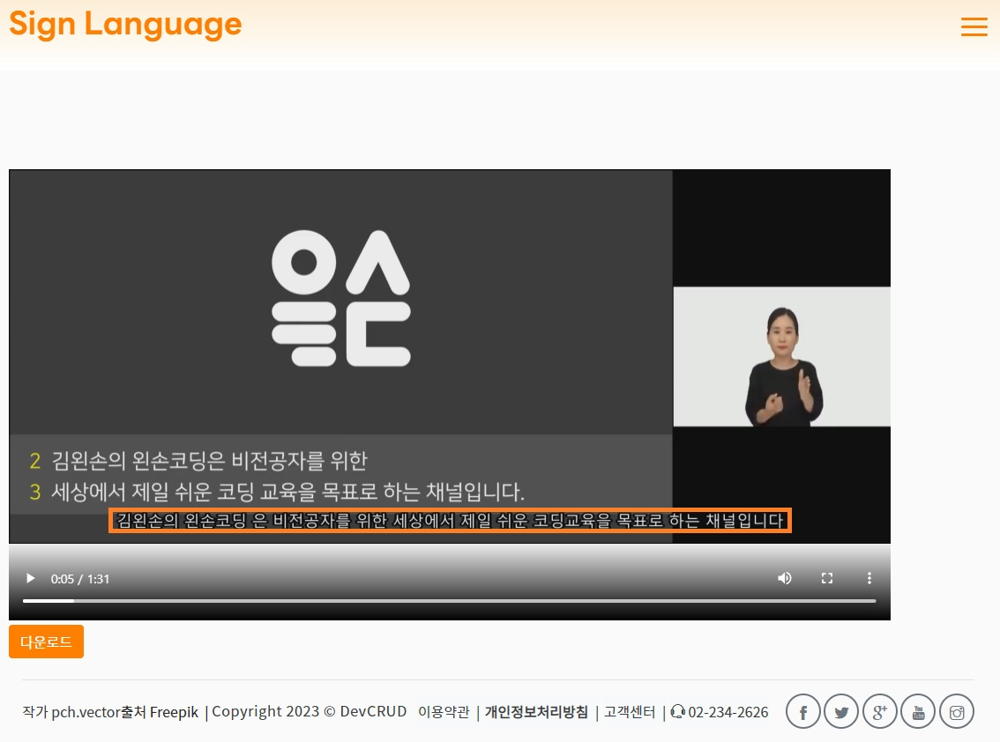 Sign Language
2 김왼손의 왼손코딩은 비전공자를 위한
3 세상에서 제일 쉬운 코딩 교육을 목표로 하는 채널입니다.
김왼손의 왼손코딩 은 비전공자를 위한 세상에서 제일 쉬운 코딩교육을 목표로 하는 채널입니다
0:05 / 1:31
다운로드
작가 pch.vector출처 Freepik | Copyright 2023 © DevCRUD 이용약관 | 개인정보처리방침 | 고객센터 | 02-234-2626